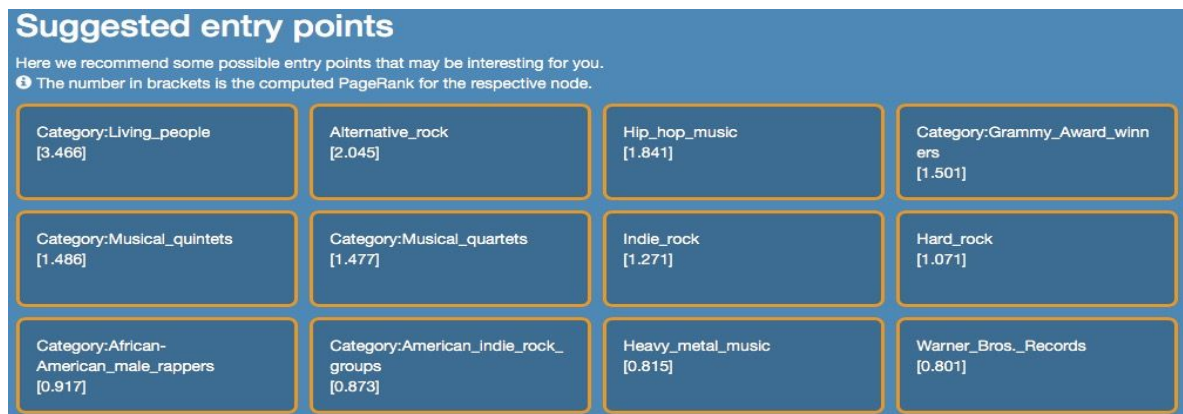 Suggested entry points
Here we recommend some possible entry points that may be interesting for you.
The number in brackets is the computed PageRank for the respective node.
Category:Living_people
[3.466]
Alternative_rock
[2.045]
Hip_hop_music
[1.841]
Category:Grammy_Award_winn
ers
[1.501]
Category:Musical_quintets
[1.486]
Category:Musical_quartets
[1.477]
Indie_rock
[1.271]
Hard_rock
[1.071]
Category:African-
American_male_rappers
[0.917]
Category:American_indie_rock_
groups
[0.873]
Heavy_metal_music
[0.815]
Warner_Bros._Records
[0.801]